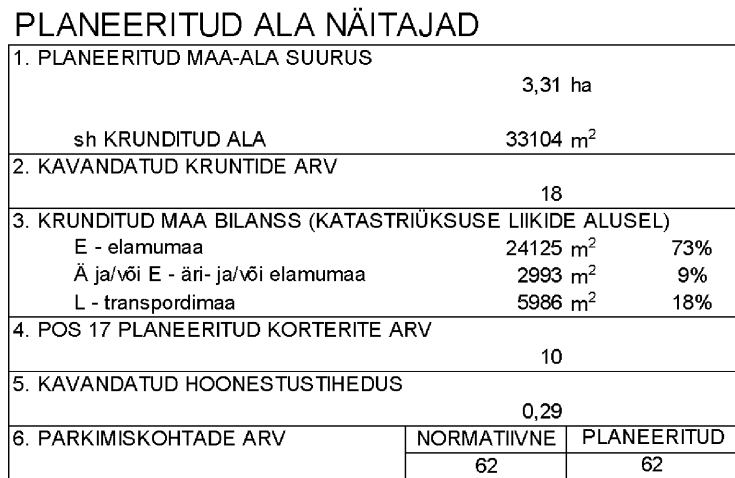 PLANEERITUD ALA NÄITAJAD
1. PLANEERITUD MAA-ALA SUURUS
3,31 ha
sh KRUNDITUD ALA 33104 m²
2. KAVANDATUD KRUNTIDE ARV
18
3. KRUNDITUD MAA BILANSS (KATASTRIÜKSUSE LIIKIDE ALUSEL)
E - elamumaa 24125 m² 73%
Ä ja/või E - äri- ja/või elamumaa 2993 m² 9%
L - transpordimaa 5986 m² 18%
4. POS 17 PLANEERITUD KORTERITE ARV
10
5. KAVANDATUD HOONESTUSTIHEDUS
0,29
6. PARKIMISKOHTADE ARV NORMATIIVNE PLANEERITUD
62 62